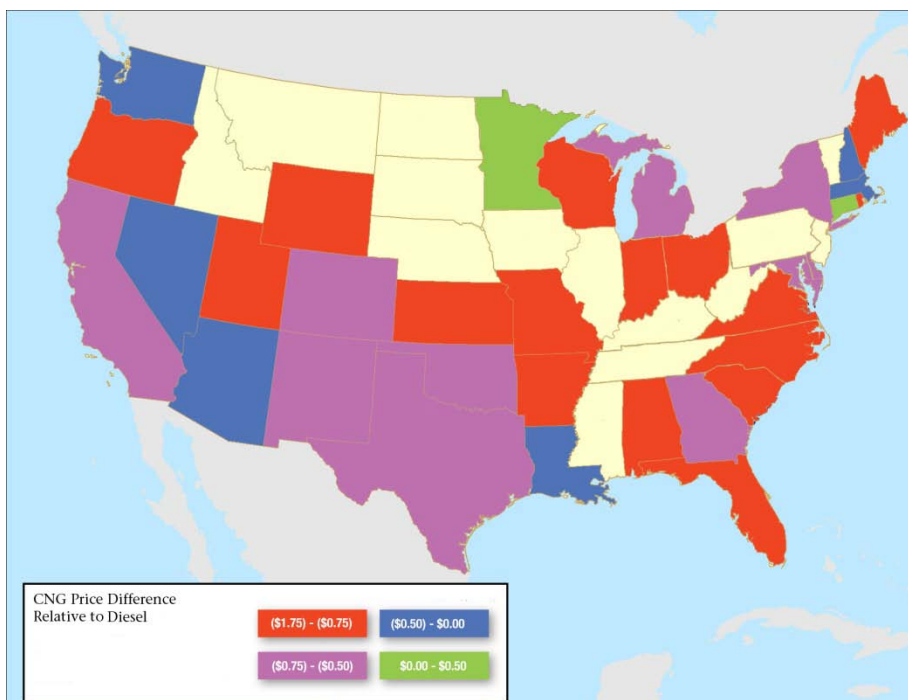 CNG Price Difference
Relative to Diesel
($1.75) - ($0.75)
($0.50) - $0.00
($0.75) - ($0.50)
$0.00 - $0.50